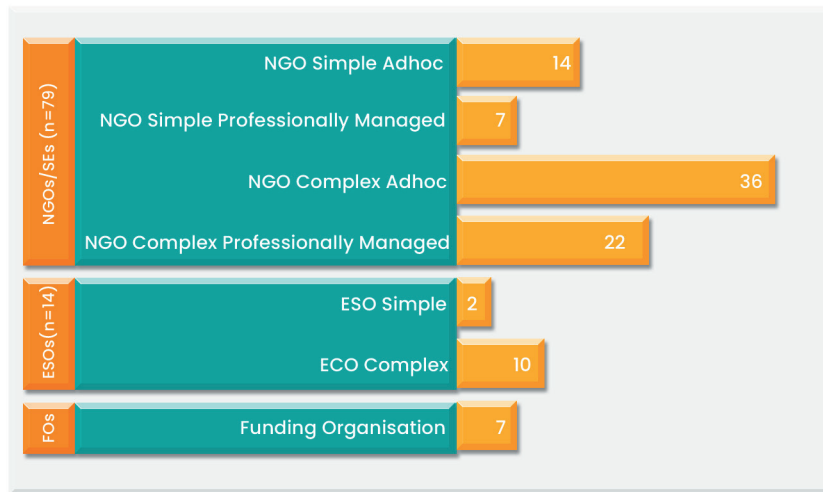 NGOs/SEs (n=79)
NGO Simple Adhoc 14
NGO Simple Professionally Managed 7
NGO Complex Adhoc 36
NGO Complex Professionally Managed 22
ESOs(n=14)
ESO Simple 2
ECO Complex 10
FOs
Funding Organisation 7